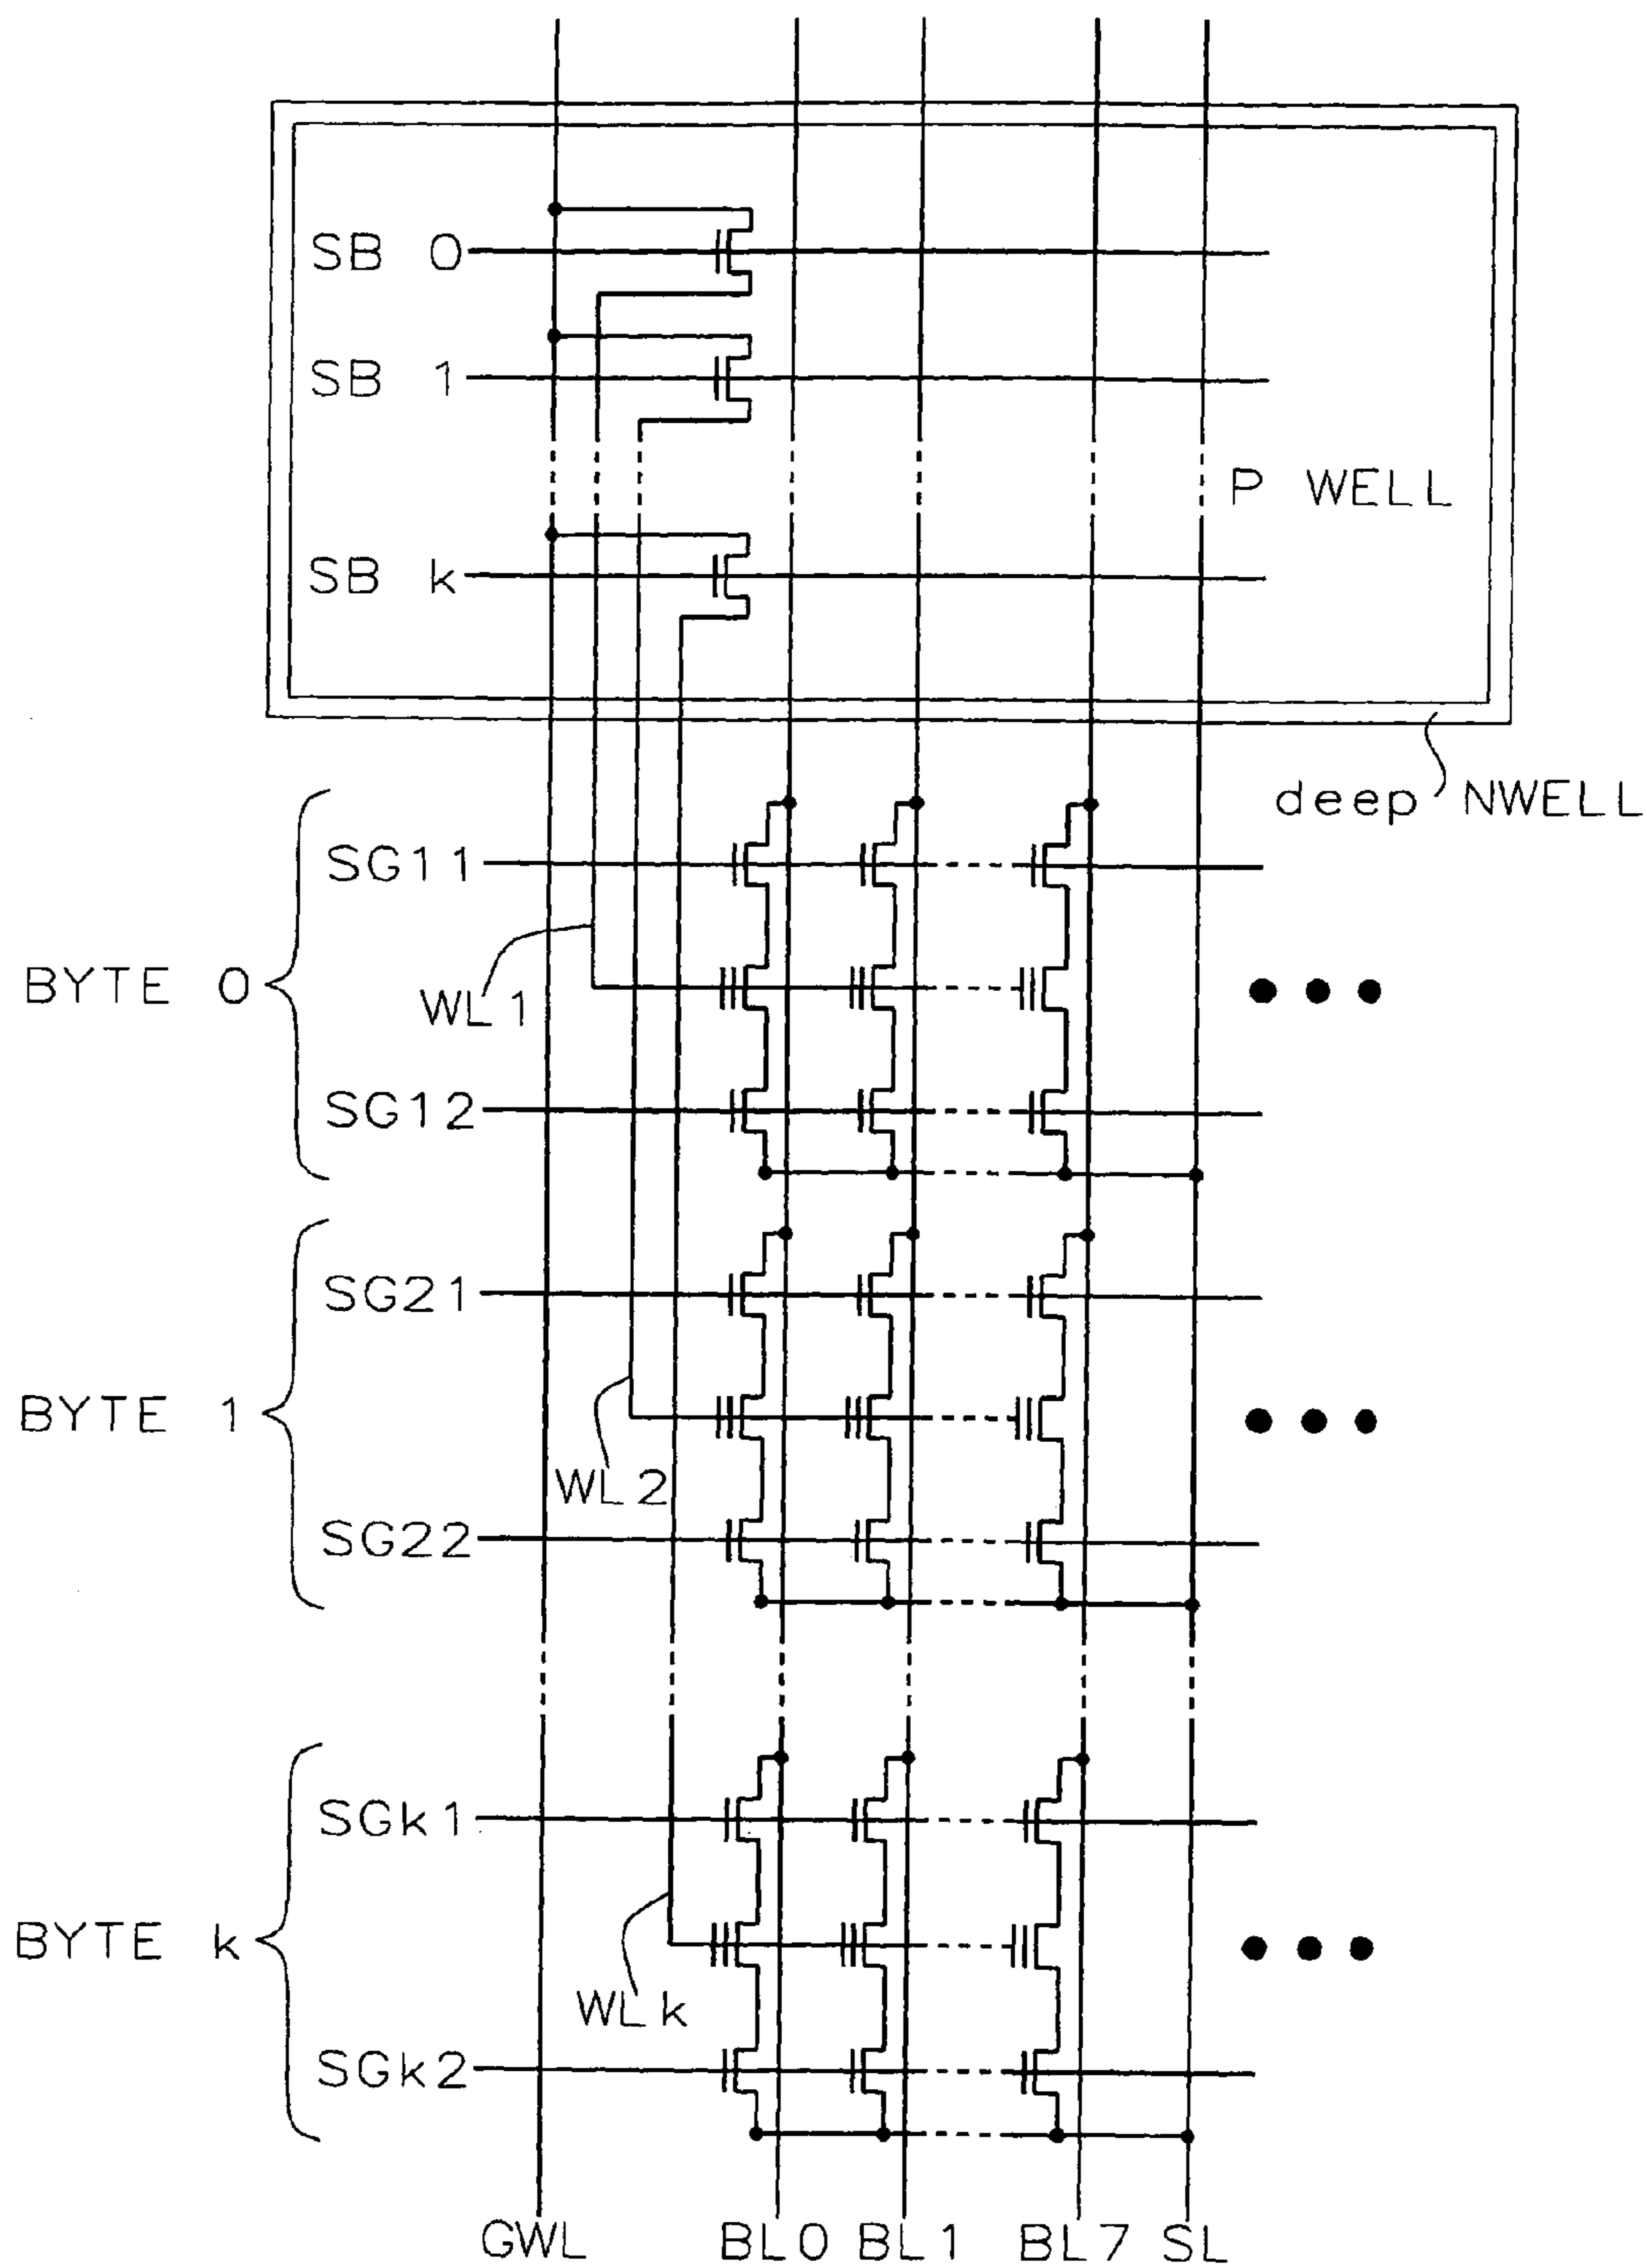 SB 0
SB 1
P WELL
SB k
deep NWELL
SG11
BYTE 0
WL1
SG12
SG21
BYTE 1
WL2
SG22
SGk1
BYTE k
WLk
SGk2
GWL BL0 BL1 BL7 SL